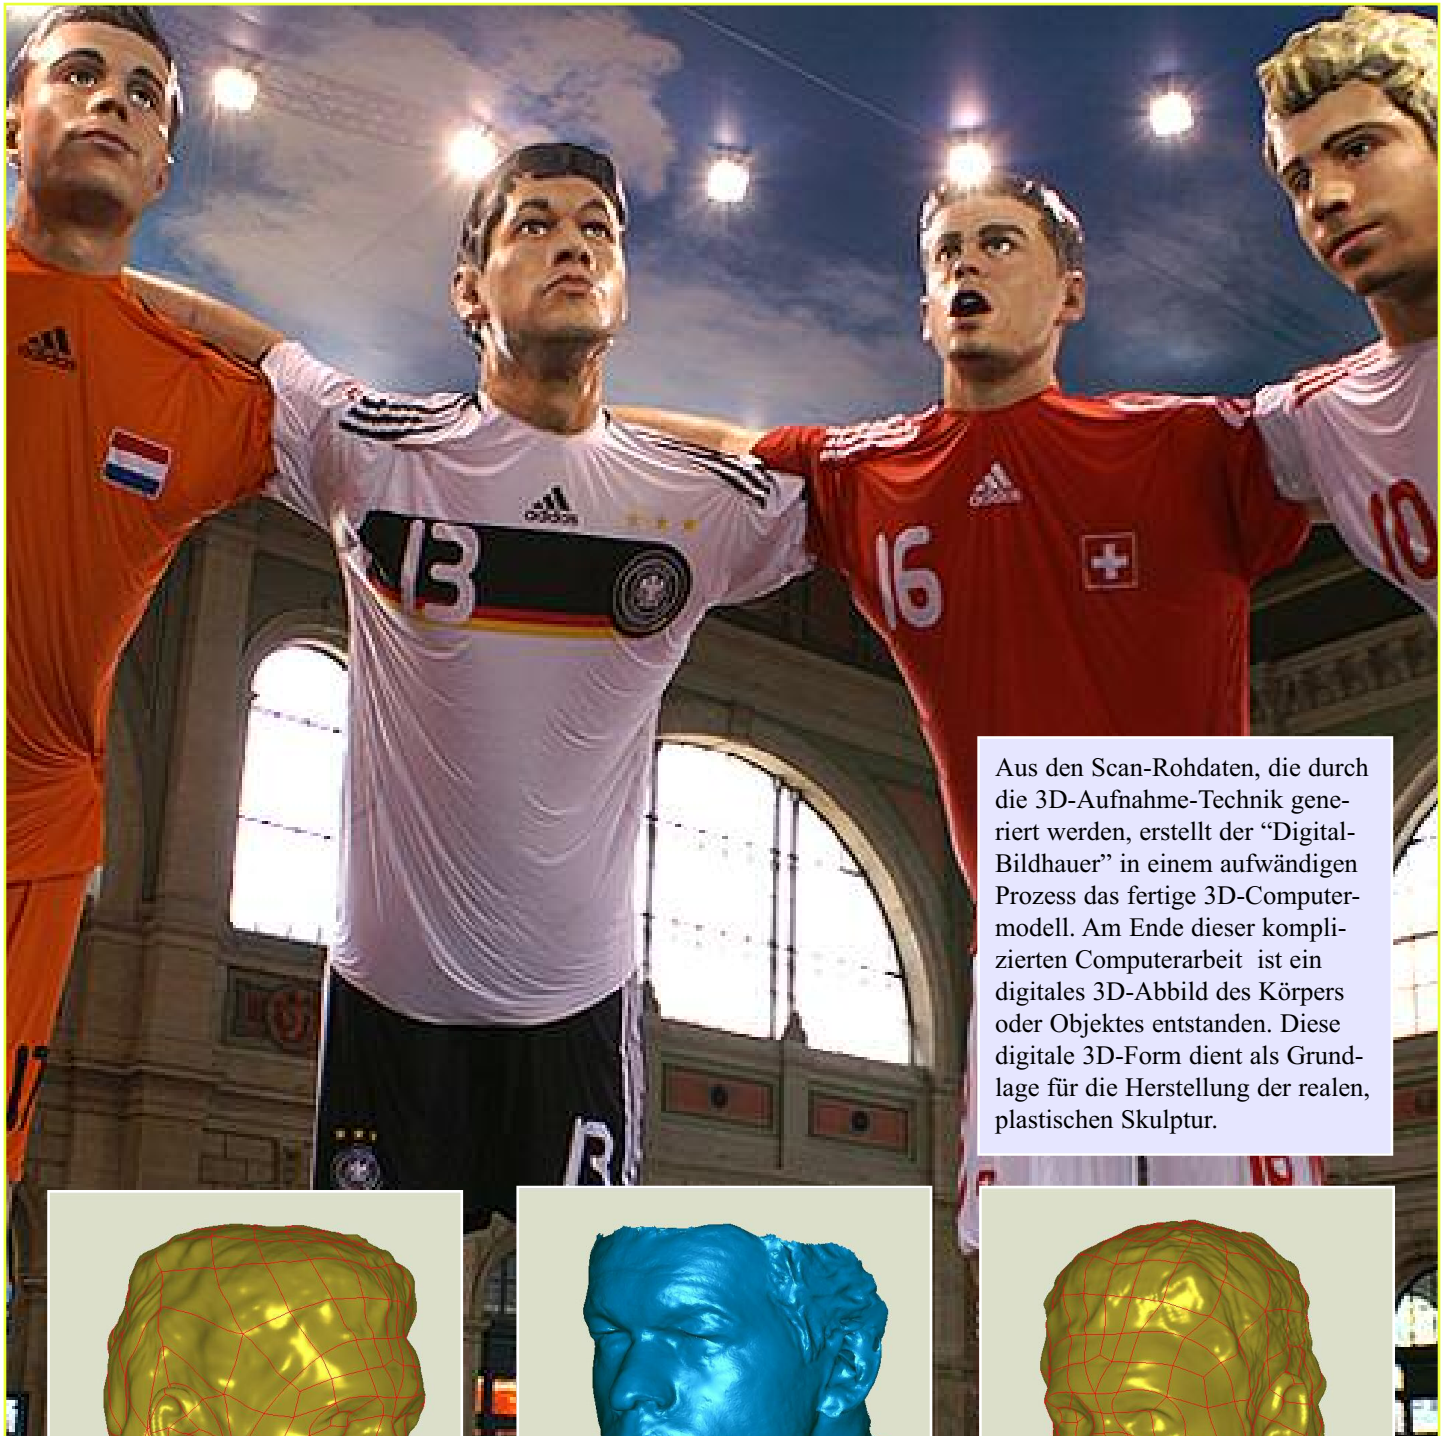 adidas
adidas
13
adidas
16
10
Aus den Scan-Rohdaten, die durch
die 3D-Aufnahme-Technik gene-
riert werden, erstellt der “Digital-
Bildhauer” in einem aufwändigen
Prozess das fertige 3D-Computer-
modell. Am Ende dieser kompli-
zierten Computerarbeit  ist ein
digitales 3D-Abbild des Körpers
oder Objektes entstanden. Diese
digitale 3D-Form dient als Grund-
lage für die Herstellung der realen,
plastischen Skulptur.
17
13
16